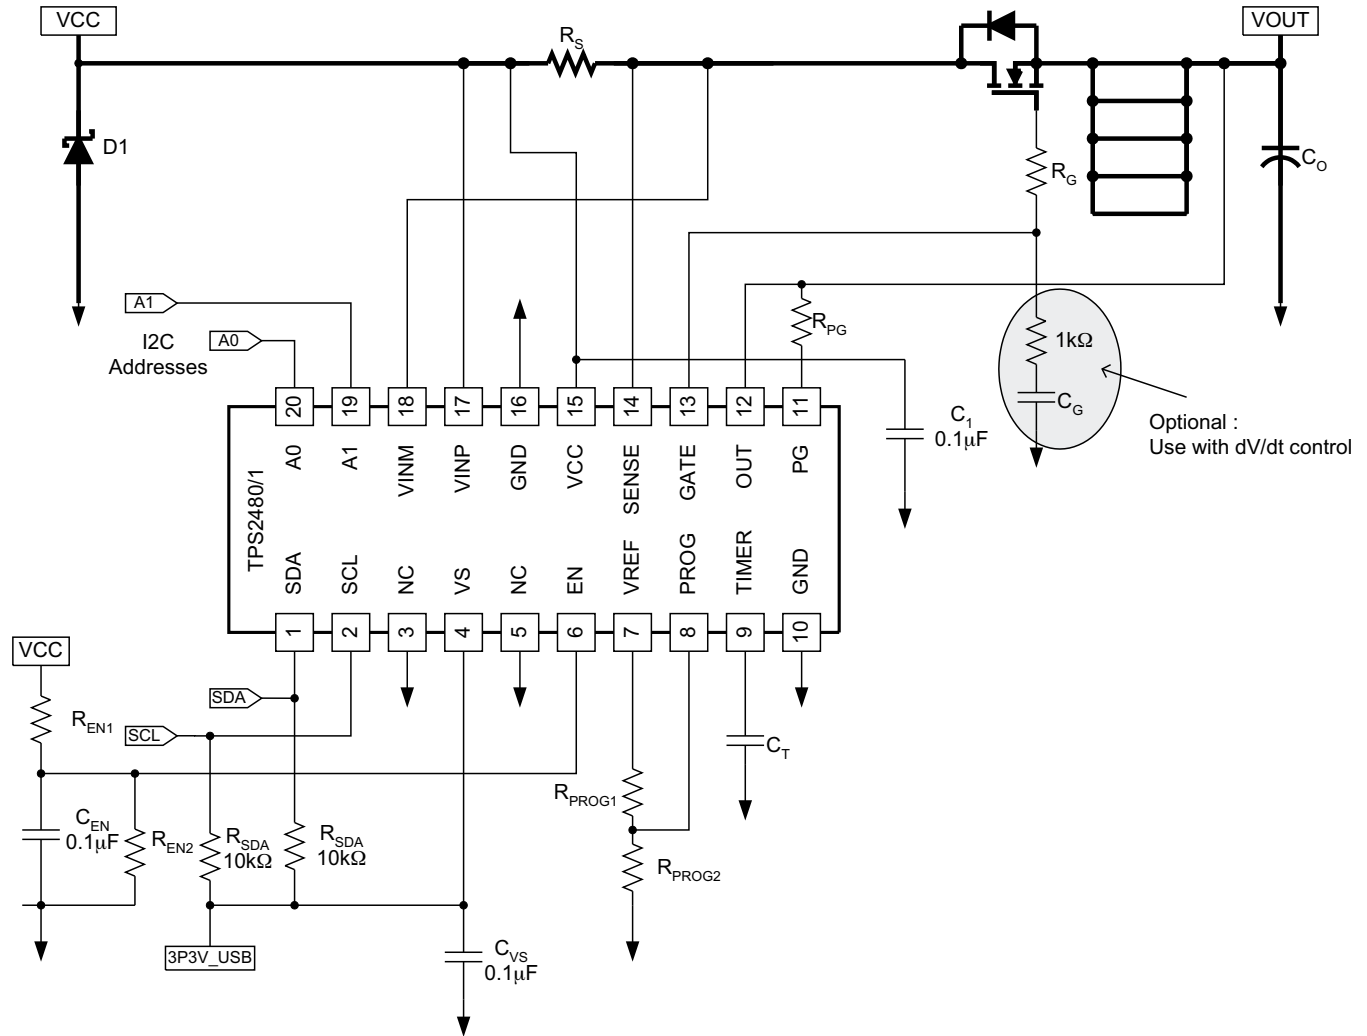 VCC
R_S
VOUT
D1
R_G
C_O
A1
I2C
Addresses
A0
R_PG
1kΩ
C_G
Optional :
Use with dV/dt control
C_1
0.1µF
20
19
18
17
16
15
14
13
12
11
A0
A1
VINM
VINP
GND
VCC
SENSE
GATE
OUT
PG
TPS2480/1
SDA
SCL
NC
VS
NC
EN
VREF
PROG
TIMER
GND
1
2
3
4
5
6
7
8
9
10
VCC
R_EN1
SDA
SCL
C_T
R_PROG1
C_EN
0.1µF
R_EN2
R_SDA
10kΩ
R_SDA
10kΩ
R_PROG2
3P3V_USB
C_VS
0.1µF